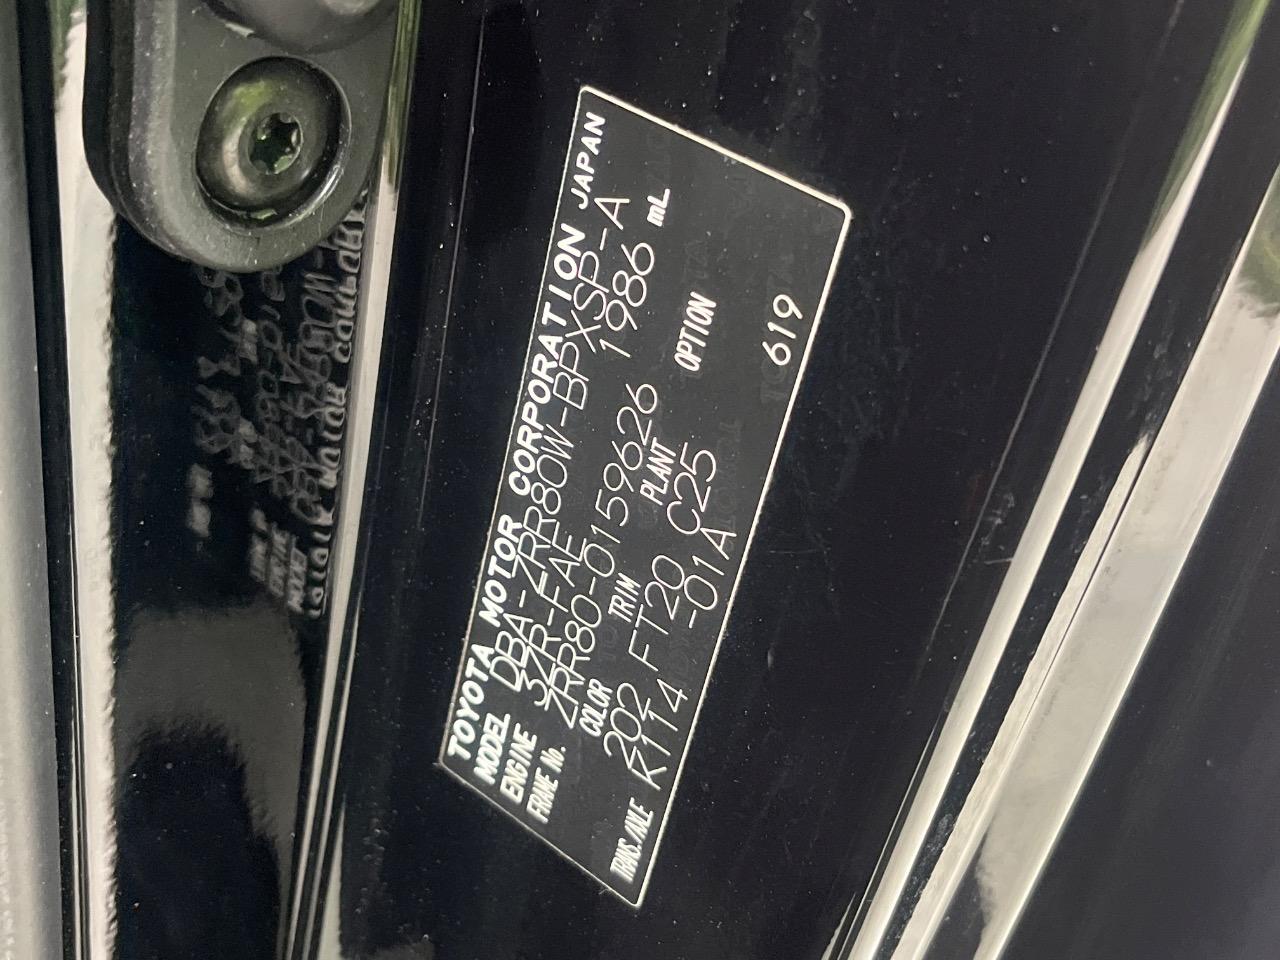 TOYOTA MOTOR CORPORATION JAPAN
MODEL DBA-ZRR80W-BPXSP-A
ENGINE 3ZR-FAE 1986 mL
FRAME No. ZRR80-0159626
COLOR TRIM PLANT OPTION
202 FT20 C25
TRANS./AXLE K114 -01A 619